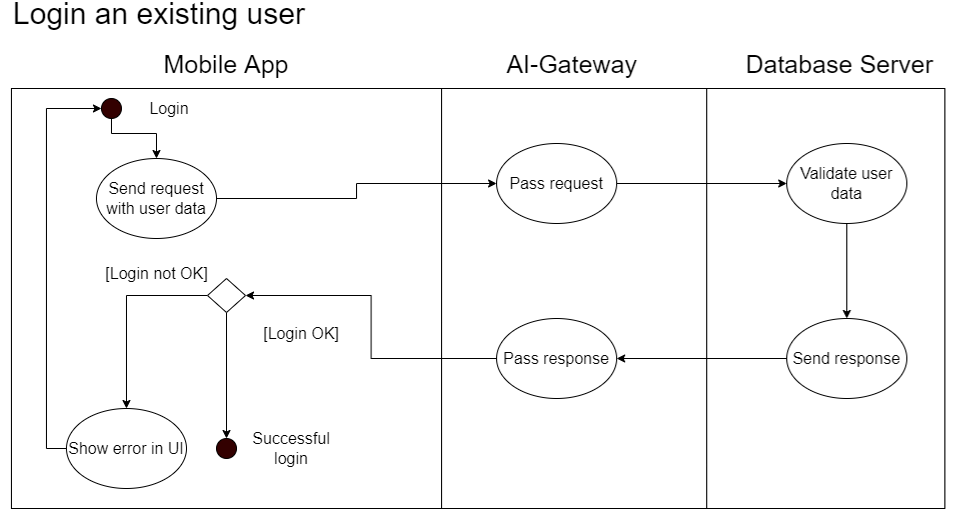 Login an existing user
Mobile App
AI-Gateway
Database Server
Login
Send request
with user data
Pass request
Validate user
data
[Login not OK]
[Login OK]
Pass response
Send response
Show error in UI
Successful
login